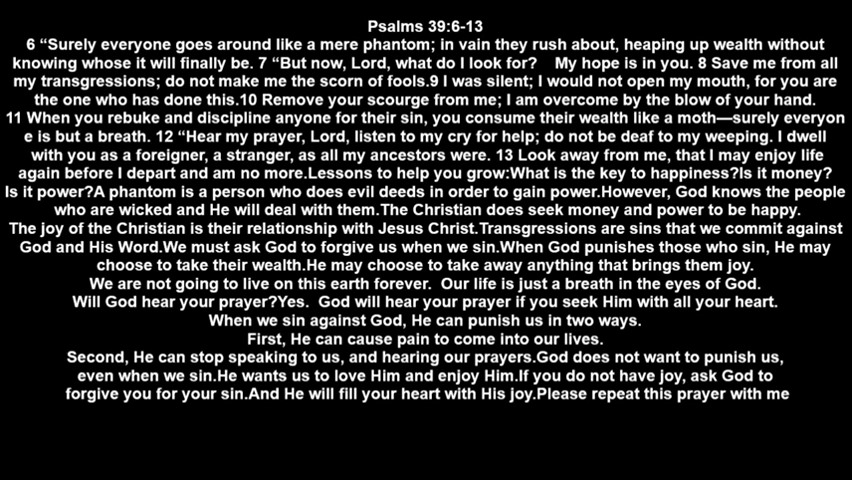 Psalms 39:6-13
6 “Surely everyone goes around like a mere phantom; in vain they rush about, heaping up wealth without
knowing whose it will finally be. 7 “But now, Lord, what do I look for?    My hope is in you. 8 Save me from all
my transgressions; do not make me the scorn of fools.9 I was silent; I would not open my mouth, for you are
the one who has done this.10 Remove your scourge from me; I am overcome by the blow of your hand.
11 When you rebuke and discipline anyone for their sin, you consume their wealth like a moth—surely everyon
e is but a breath. 12 “Hear my prayer, Lord, listen to my cry for help; do not be deaf to my weeping. I dwell
with you as a foreigner, a stranger, as all my ancestors were. 13 Look away from me, that I may enjoy life
again before I depart and am no more.Lessons to help you grow:What is the key to happiness?Is it money?
Is it power?A phantom is a person who does evil deeds in order to gain power.However, God knows the people
who are wicked and He will deal with them.The Christian does seek money and power to be happy.
The joy of the Christian is their relationship with Jesus Christ.Transgressions are sins that we commit against
God and His Word.We must ask God to forgive us when we sin.When God punishes those who sin, He may
choose to take their wealth.He may choose to take away anything that brings them joy.
We are not going to live on this earth forever.  Our life is just a breath in the eyes of God.
Will God hear your prayer?Yes.  God will hear your prayer if you seek Him with all your heart.
When we sin against God, He can punish us in two ways.
First, He can cause pain to come into our lives.
Second, He can stop speaking to us, and hearing our prayers.God does not want to punish us,
even when we sin.He wants us to love Him and enjoy Him.If you do not have joy, ask God to
forgive you for your sin.And He will fill your heart with His joy.Please repeat this prayer with me